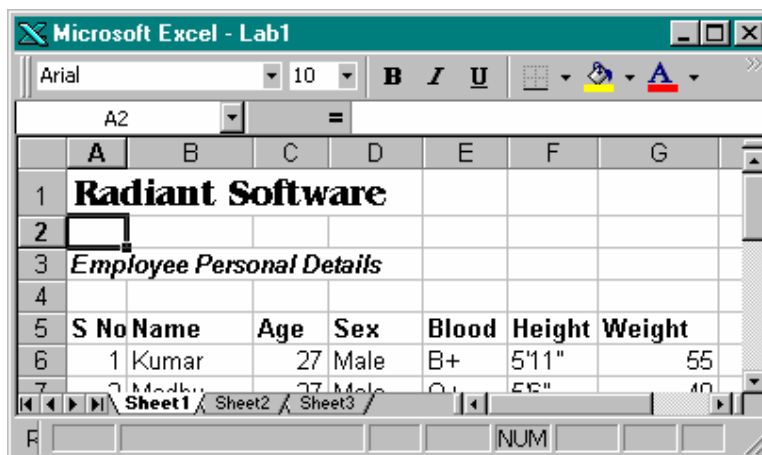 Microsoft Excel - Lab1
Arial 10 B I U A
A2 =
A B C D E F G
1 Radiant Software
2
3 Employee Personal Details
4
5 S No Name Age Sex Blood Height Weight
6 1 Kumar 27 Male B+ 5'11" 55
Sheet1 Sheet2 Sheet3
NUM